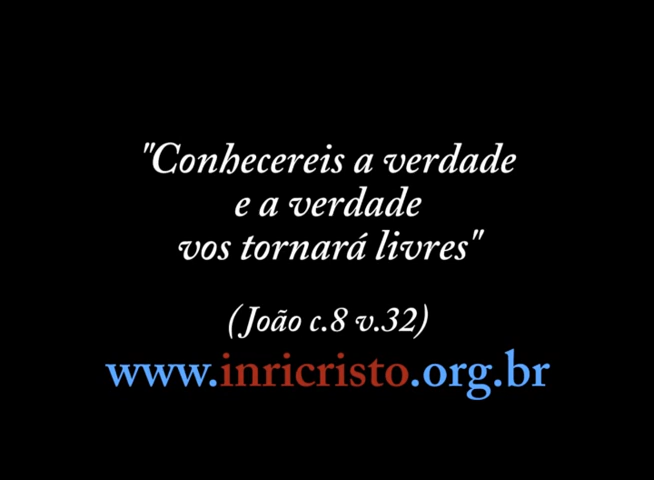 "Conhecereis a verdade
e a verdade
vos tornará livres"
(João c.8 v.32)
www.inricristo.org.br